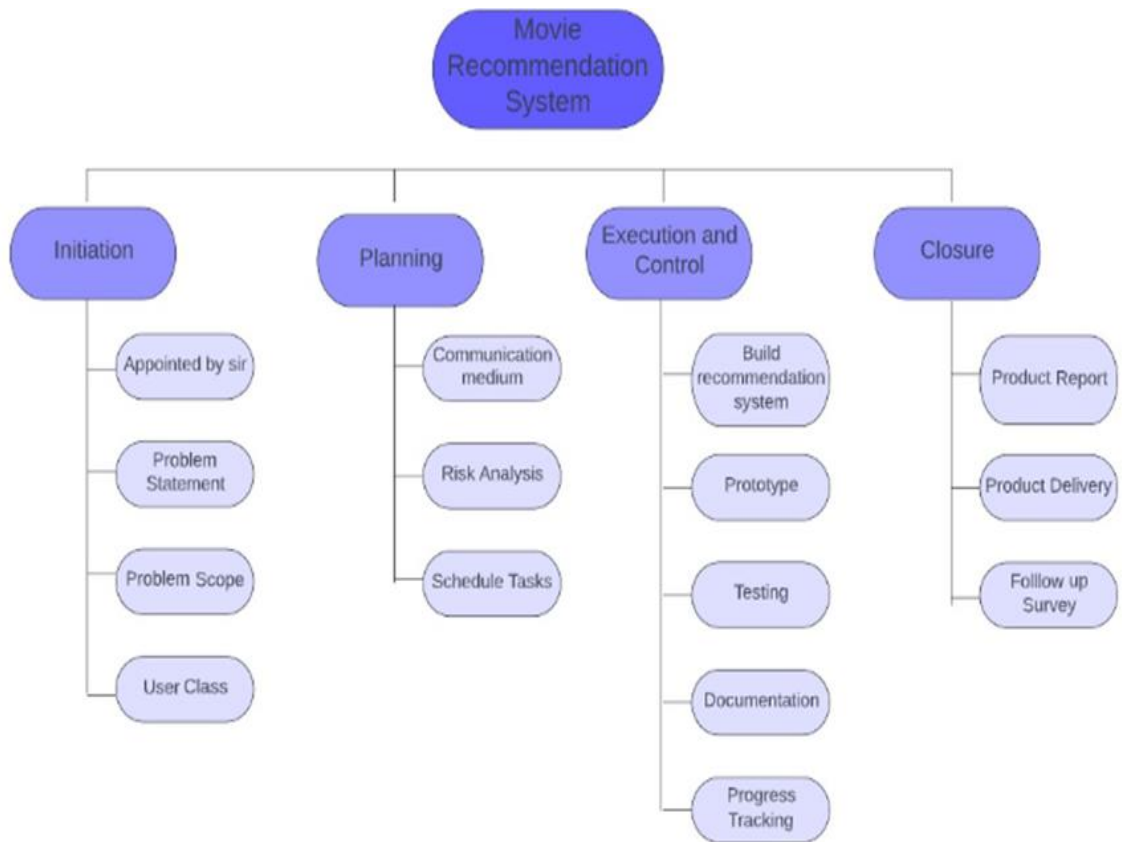 Movie
Recommendation
System
Initiation
Appointed by sir
Problem
Statement
Problem Scope
User Class
Planning
Communication
medium
Risk Analysis
Schedule Tasks
Execution and
Control
Build
recommendation
system
Prototype
Testing
Documentation
Progress
Tracking
Closure
Product Report
Product Delivery
Folllow up
Survey